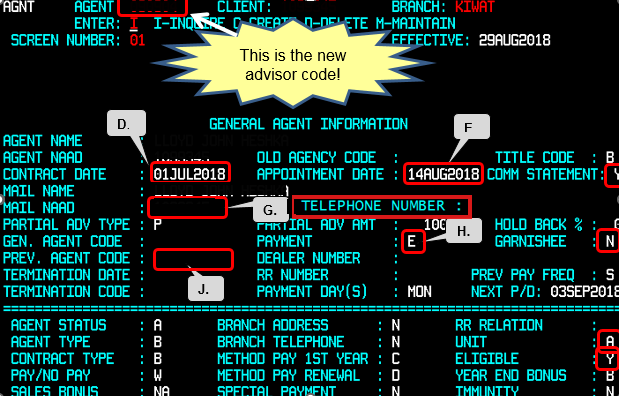 AGNT AGENT CLIENT: BRANCH: KIWAT
ENTER: I I-INQUIRE C-CREATE D-DELETE M-MAINTAIN
SCREEN NUMBER: 01 EFFECTIVE: 29AUG2018
This is the new
advisor code!
D. F
GENERAL AGENT INFORMATION
AGENT NAME :
AGENT NAAD : OLD AGENCY CODE : TITLE CODE : B
CONTRACT DATE : 01JUL2018 APPOINTMENT DATE : 14AUG2018 COMM STATEMENT: Y
MAIL NAME :
MAIL NAAD : G. TELEPHONE NUMBER :
PARTIAL ADV TYPE : P PARTIAL ADV AMT : 100 H. HOLD BACK % :
GEN. AGENT CODE : PAYMENT : E GARNISHEE : N
PREV. AGENT CODE : DEALER NUMBER :
TERMINATION DATE : J. RR NUMBER : PREV PAY FREQ : S
TERMINATION CODE : PAYMENT DAY(S) : MON NEXT P/D: 03SEP2018
AGENT STATUS : A BRANCH ADDRESS : N RR RELATION :
AGENT TYPE : B BRANCH TELEPHONE : N UNIT : A
CONTRACT TYPE : B METHOD PAY 1ST YEAR : C ELIGIBLE : Y
PAY/NO PAY : W METHOD PAY RENEWAL : D YEAR END BONUS : B
SALES BONUS : NA SPECIAL PAYMENT : N IMMUNITY : N